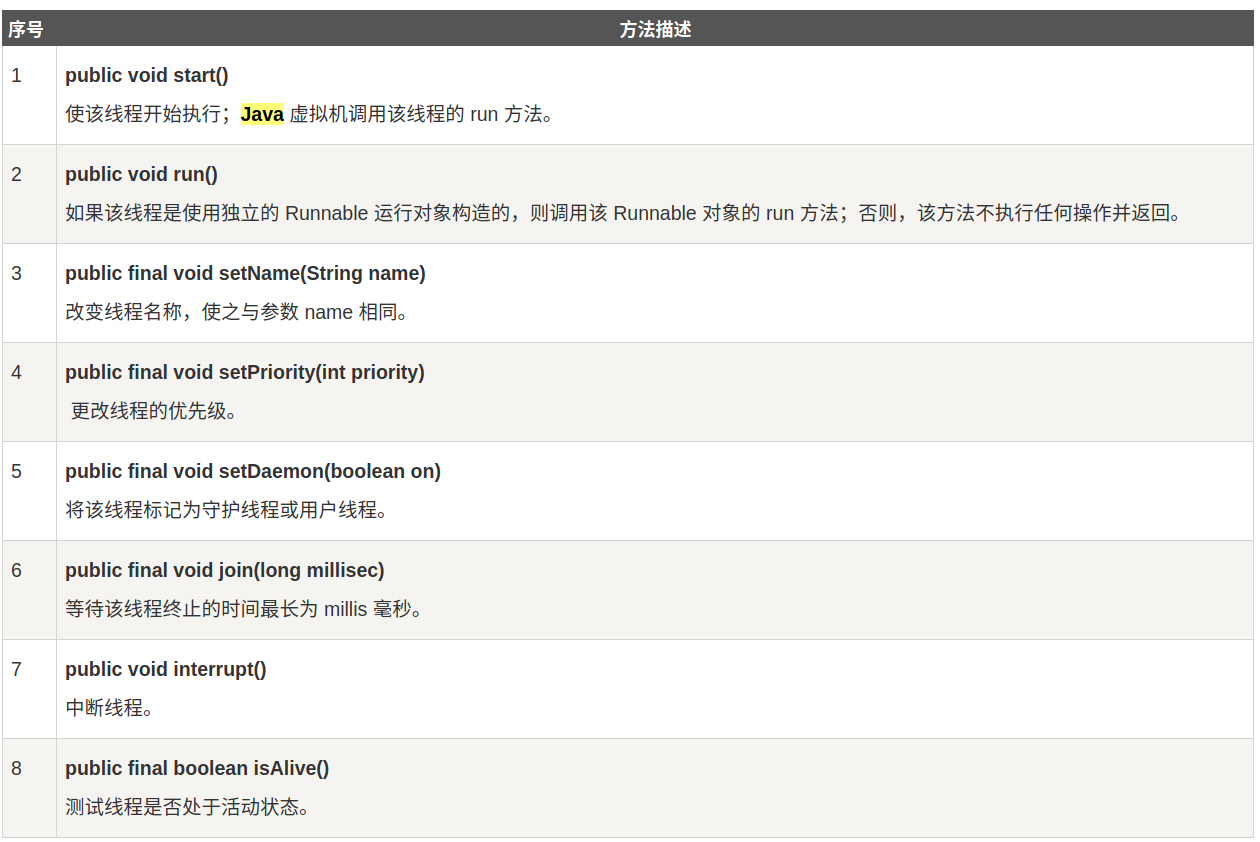 序号 方法描述
1 public void start()
使该线程开始执行；Java 虚拟机调用该线程的 run 方法。
2 public void run()
如果该线程是使用独立的 Runnable 运行对象构造的，则调用该 Runnable 对象的 run 方法；否则，该方法不执行任何操作并返回。
3 public final void setName(String name)
改变线程名称，使之与参数 name 相同。
4 public final void setPriority(int priority)
更改线程的优先级。
5 public final void setDaemon(boolean on)
将该线程标记为守护线程或用户线程。
6 public final void join(long millisec)
等待该线程终止的时间最长为 millis 毫秒。
7 public void interrupt()
中断线程。
8 public final boolean isAlive()
测试线程是否处于活动状态。